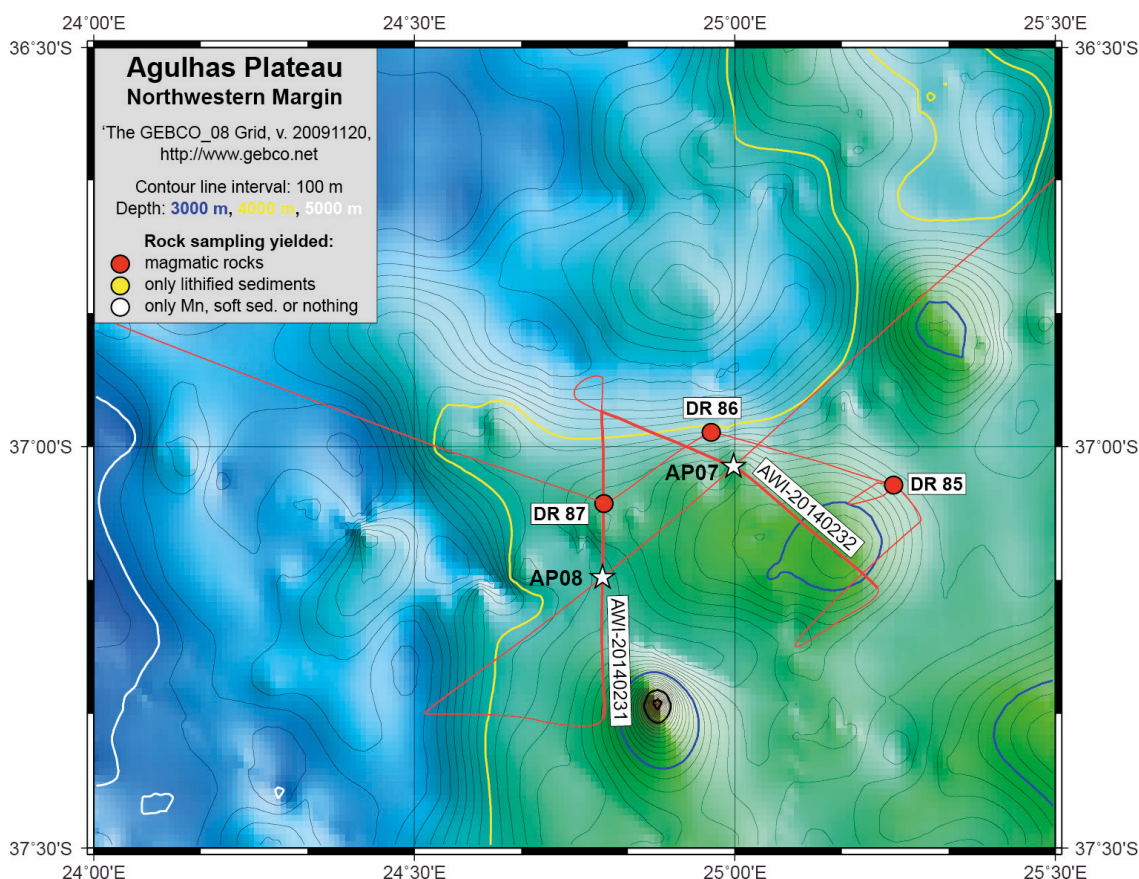 24°00'E
24°30'E
25°00'E
25°30'E
36°30'S
36°30'S
Agulhas Plateau
Northwestern Margin
'The GEBCO_08 Grid, v. 20091120,
http://www.gebco.net
Contour line interval: 100 m
Depth: 3000 m, 4000 m, 5000 m
Rock sampling yielded:
magmatic rocks
only lithified sediments
only Mn, soft sed. or nothing
DR 86
37°00'S
37°00'S
AP07
DR 85
DR 87
AWI-20140232
AP08
AWI-20140231
37°30'S
37°30'S
24°00'E
24°30'E
25°00'E
25°30'E